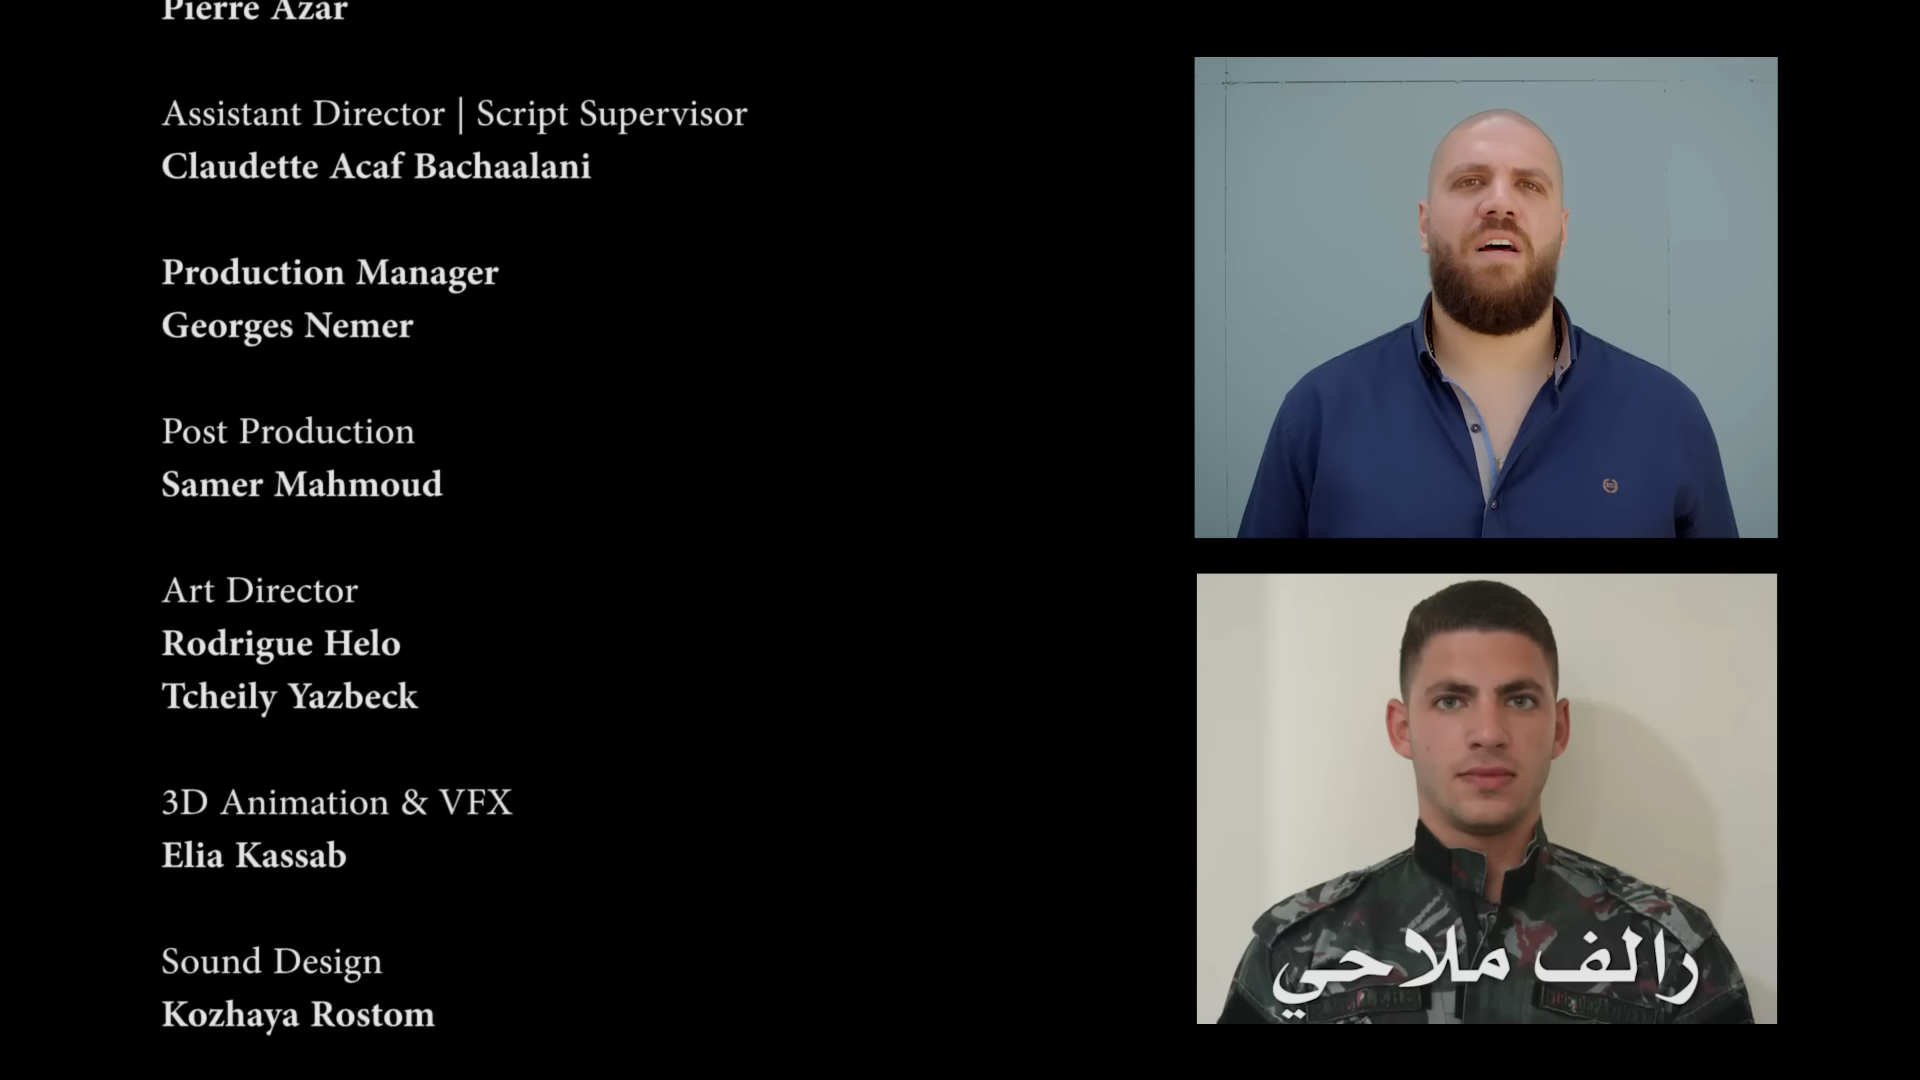 Pierre Azar
Assistant Director | Script Supervisor
Claudette Acaf Bachaalani
Production Manager
Georges Nemer
Post Production
Samer Mahmoud
Art Director
Rodrigue Helo
Tcheily Yazbeck
3D Animation & VFX
Elia Kassab
Sound Design
Kozhaya Rostom
رالف ملاحي